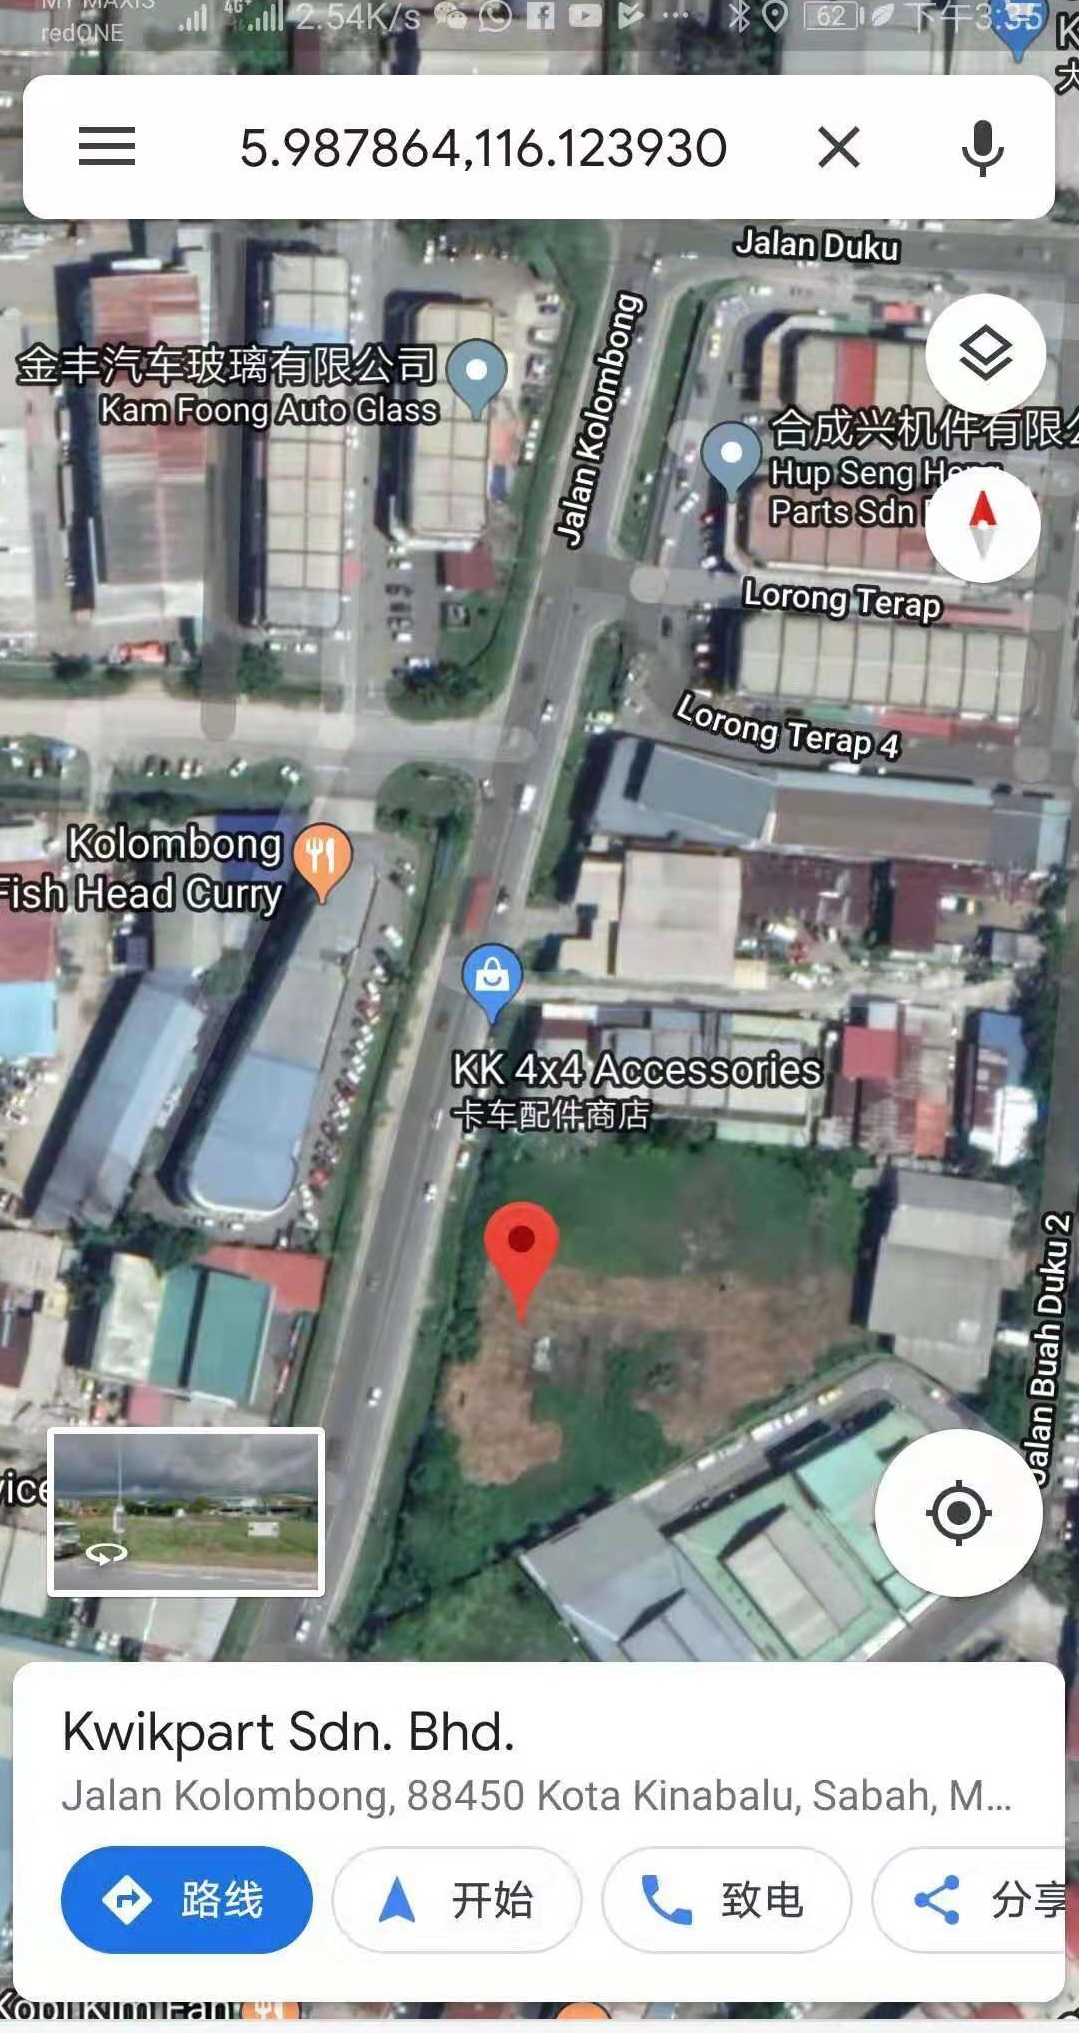 MY MAXIS
redONE
4G
2.54K/s
62
下午3:35
5.987864,116.123930
Jalan Duku
Jalan Kolombong
金丰汽车玻璃有限公司
Kam Foong Auto Glass
合成兴机件有限
Hup Seng
Parts Sdn
Lorong Terap
Lorong Terap 4
Kolombong
Fish Head Curry
KK 4x4 Accessories
卡车配件商店
Jalan Buah Duku 2
Kwikpart Sdn. Bhd.
Jalan Kolombong, 88450 Kota Kinabalu, Sabah, M...
路线
开始
致电
分享
Kopi Kim Fan